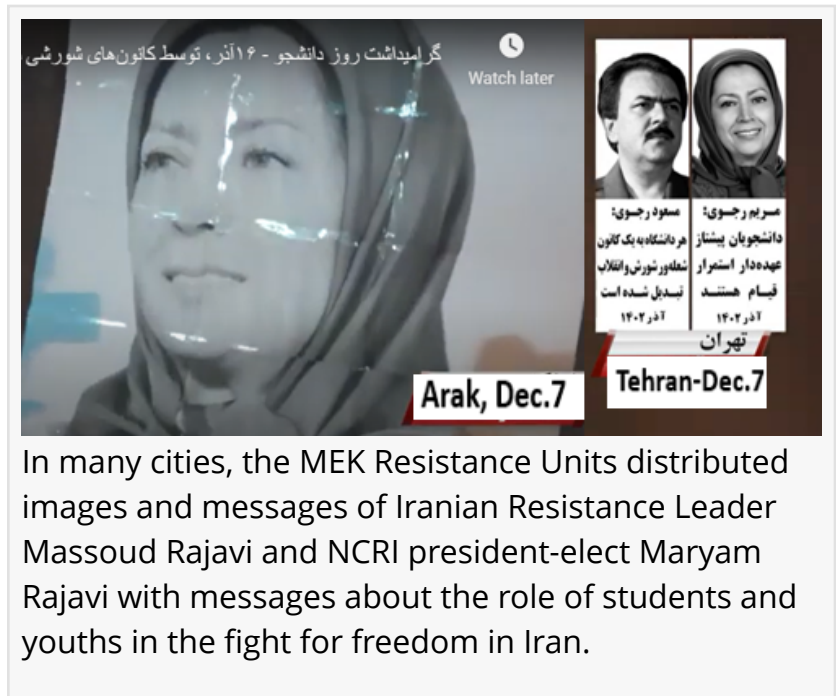 گرامیداشت روز دانشجو - ۱۶آذر، توسط کانون‌های شورشی
Watch later
مسعود رجوی:
هر دانشگاه به یک کانون
شعله‌ور شورش و انقلاب
تبدیل شده است
آذر ۱۴۰۲
مریم رجوی:
دانشجویان پیشتاز
عهده‌دار استمرار
قیام هستند
آذر ۱۴۰۲
تهران
Tehran-Dec.7
Arak, Dec.7
In many cities, the MEK Resistance Units distributed
images and messages of Iranian Resistance Leader
Massoud Rajavi and NCRI president-elect Maryam
Rajavi with messages about the role of students and
youths in the fight for freedom in Iran.